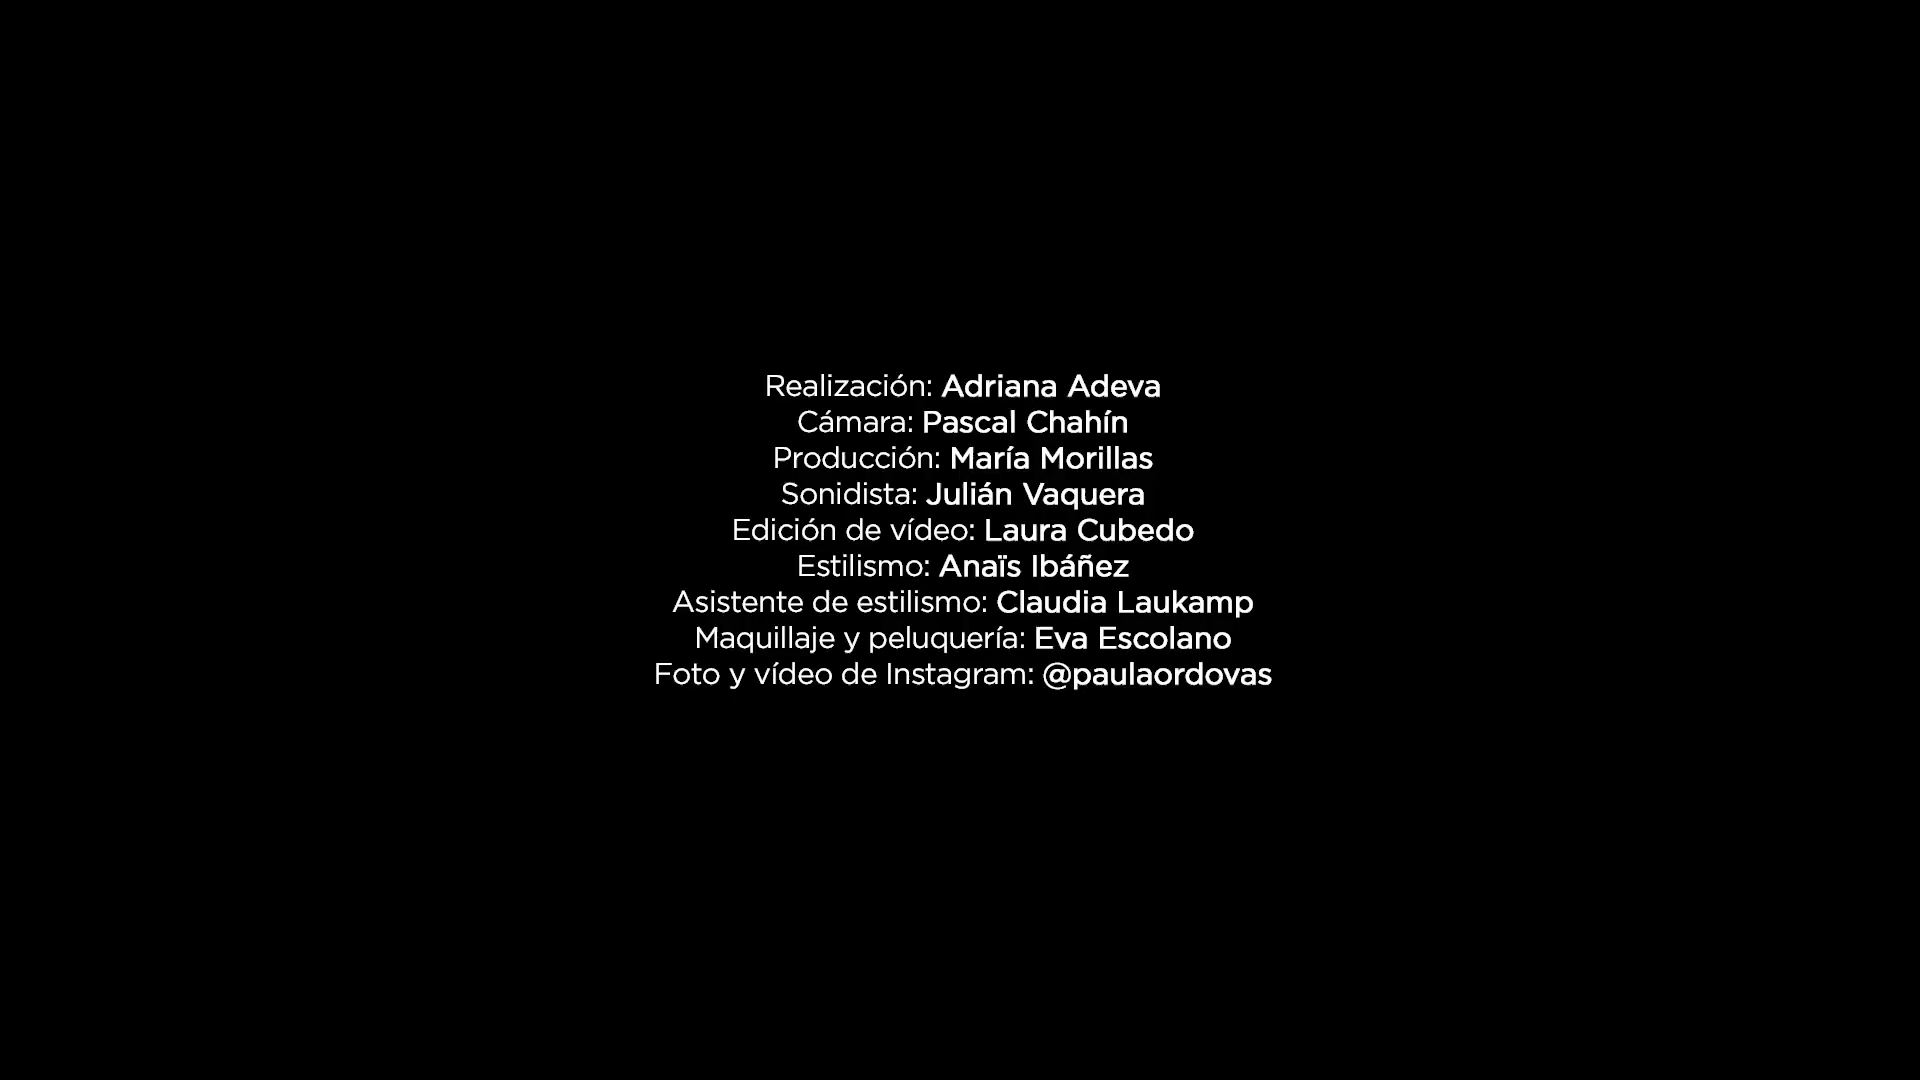 Realización: Adriana Adeva
Cámara: Pascal Chahín
Producción: María Morillas
Sonidista: Julián Vaquera
Edición de vídeo: Laura Cubedo
Estilismo: Anaïs Ibáñez
Asistente de estilismo: Claudia Laukamp
Maquillaje y peluquería: Eva Escolano
Foto y vídeo de Instagram: @paulaordovas